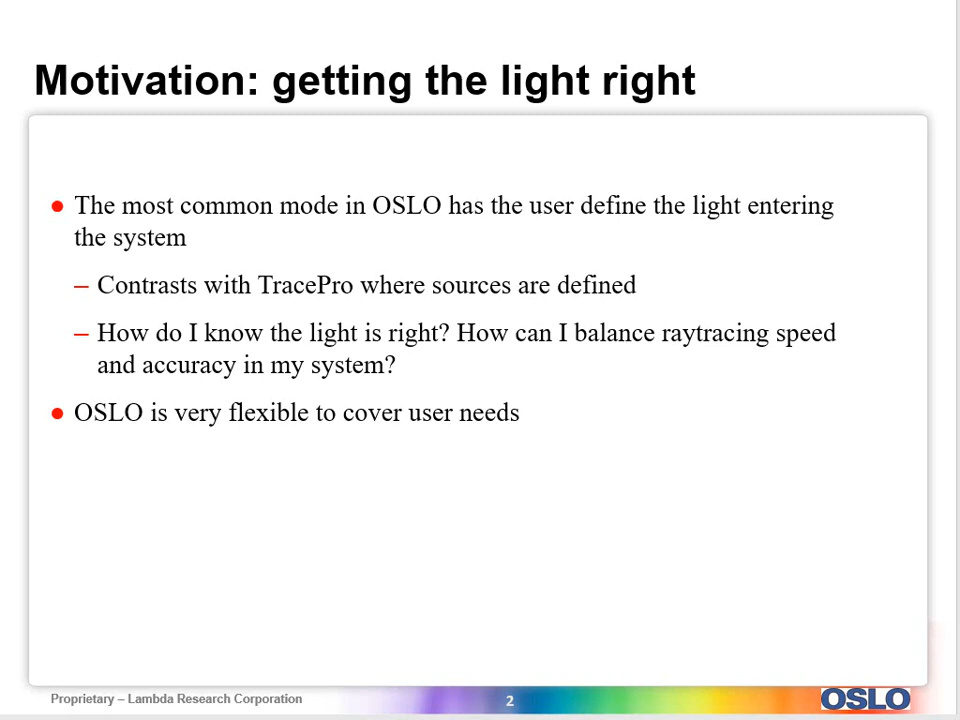 Motivation: getting the light right
● The most common mode in OSLO has the user define the light entering
the system
– Contrasts with TracePro where sources are defined
– How do I know the light is right? How can I balance raytracing speed
and accuracy in my system?
● OSLO is very flexible to cover user needs
Proprietary – Lambda Research Corporation
2
OSLO